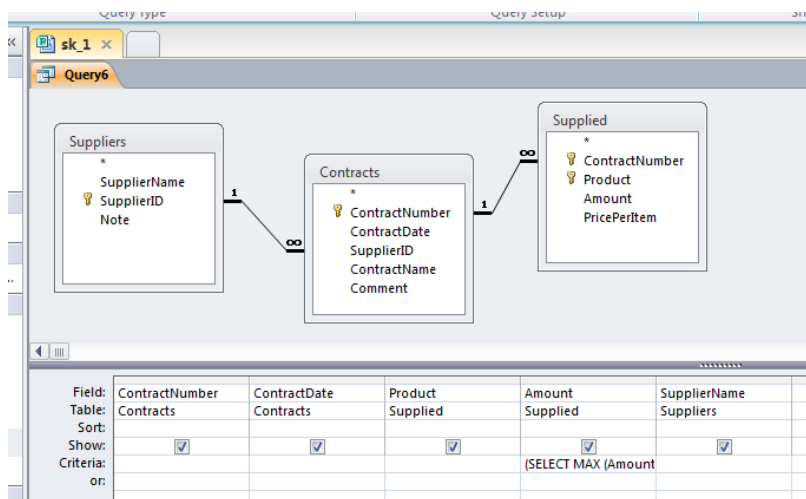 Query Type
Query Setup
sk_1
Query6
Suppliers
*
SupplierName
SupplierID
Note
1
∞
Contracts
*
ContractNumber
ContractDate
SupplierID
ContractName
Comment
1
∞
Supplied
*
ContractNumber
Product
Amount
PricePerItem
Field: ContractNumber ContractDate Product Amount SupplierName
Table: Contracts Contracts Supplied Supplied Suppliers
Sort:
Show:
Criteria: (SELECT MAX (Amount
or: